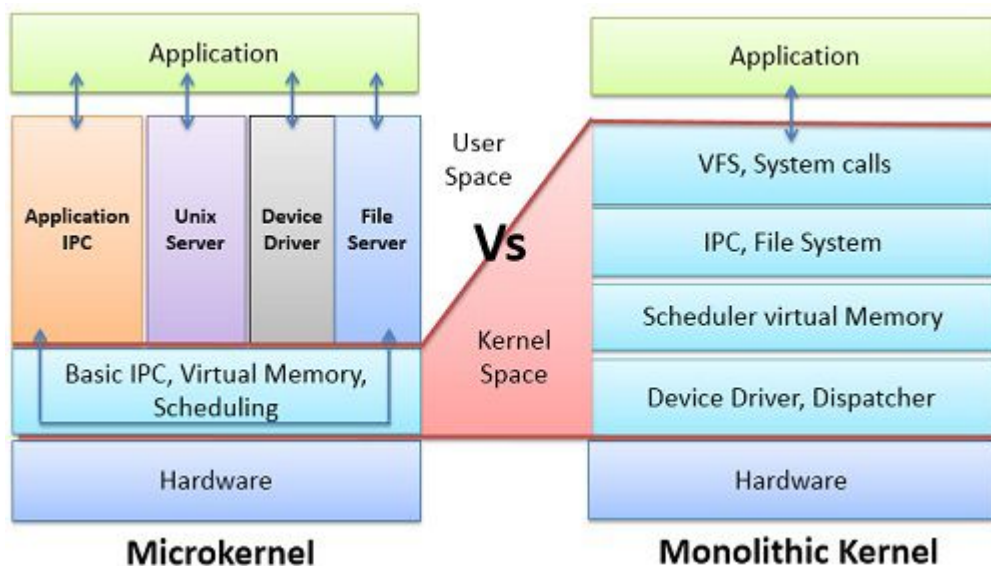 Application
Application
IPC
Unix
Server
Device
Driver
File
Server
Basic IPC, Virtual Memory,
Scheduling
Hardware
Microkernel
User
Space
Vs
Kernel
Space
Application
VFS, System calls
IPC, File System
Scheduler virtual Memory
Device Driver, Dispatcher
Hardware
Monolithic Kernel